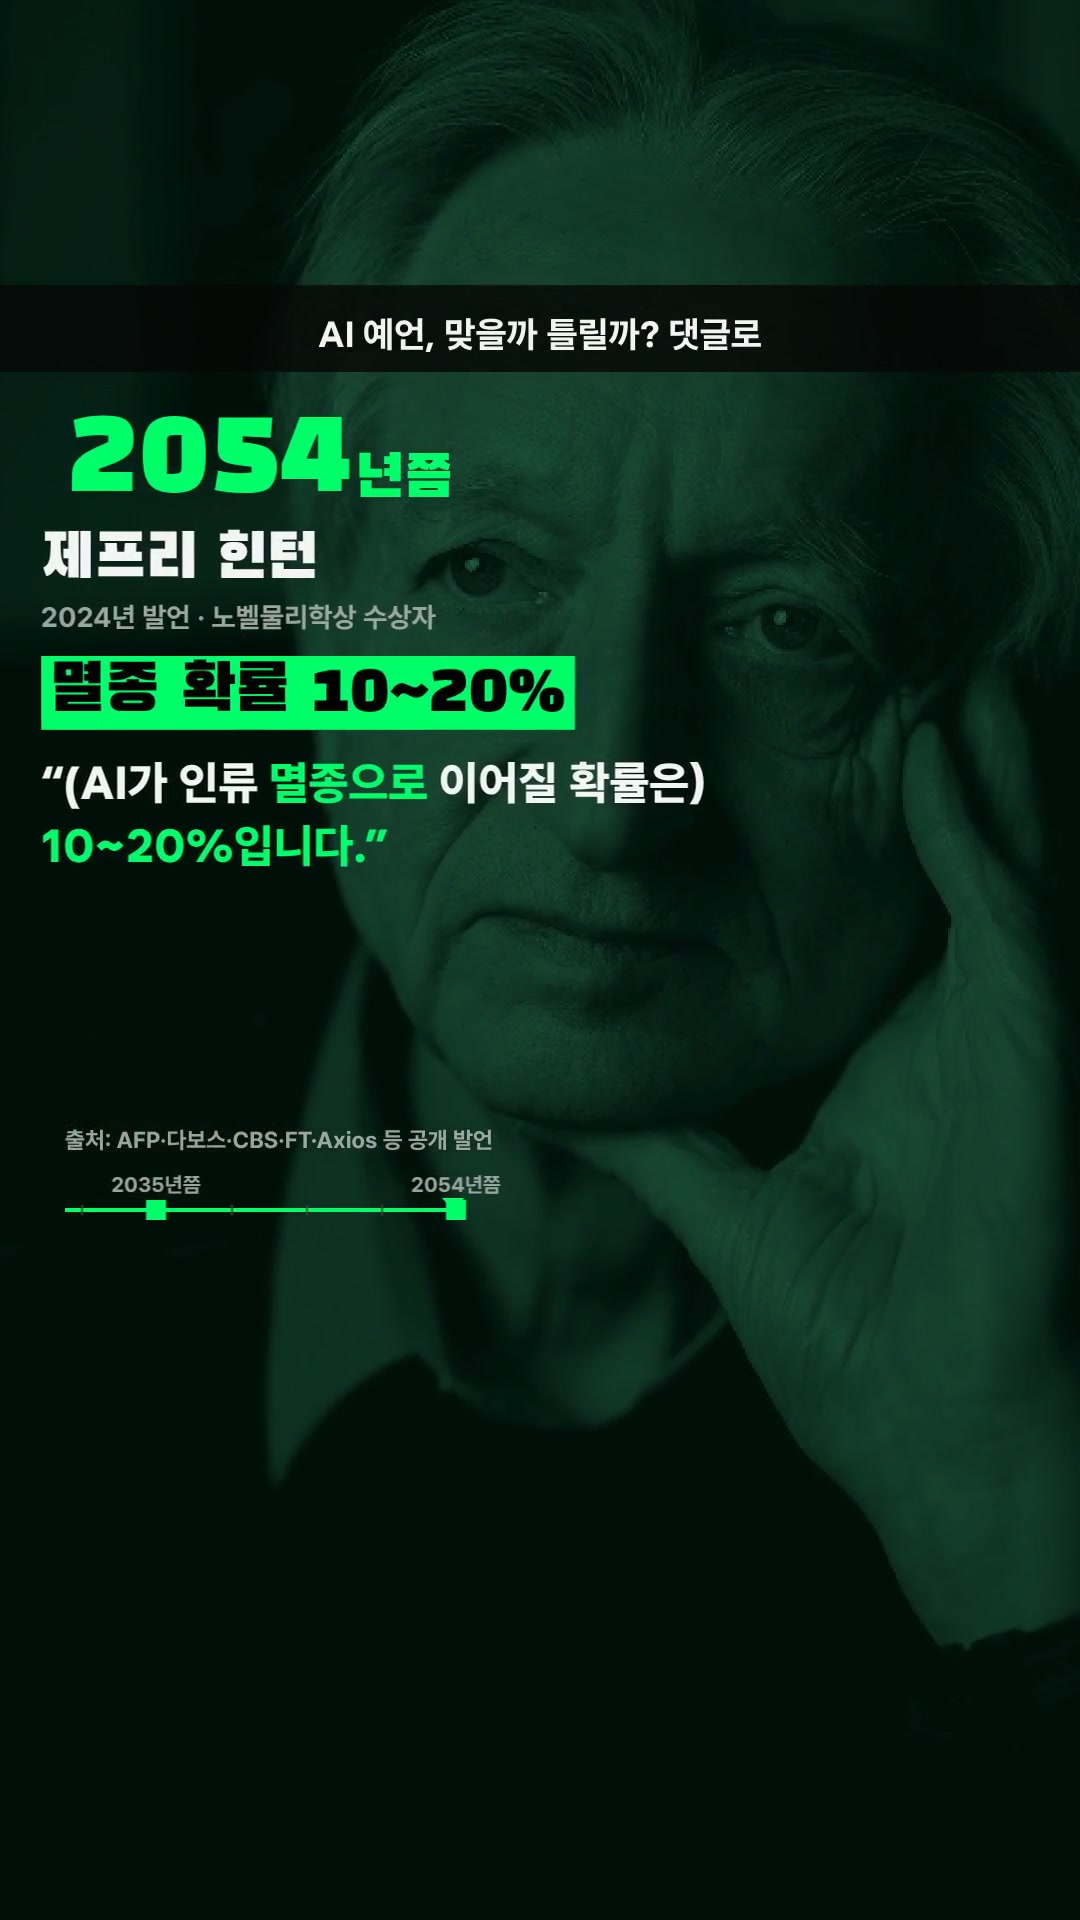 AI 예언, 맞을까 틀릴까? 댓글로
2054년쯤
제프리 힌턴
2024년 발언 · 노벨물리학상 수상자
멸종 확률 10~20%
“(AI가 인류 멸종으로 이어질 확률은)
10~20%입니다.”
출처: AFP·다보스·CBS·FT·Axios 등 공개 발언
2035년쯤 2054년쯤